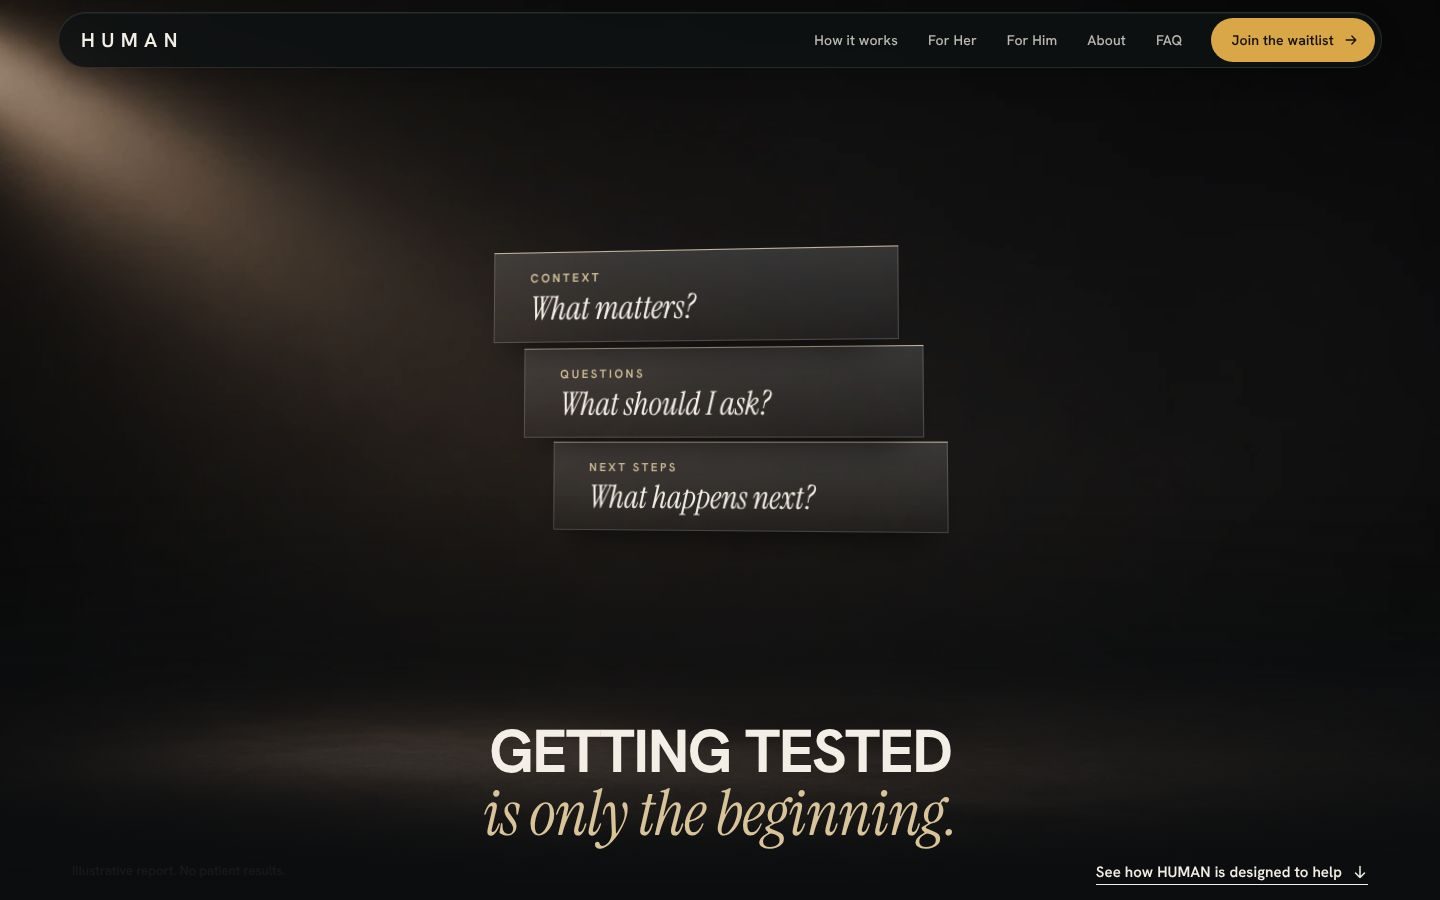 HUMAN
How it works
For Her
For Him
About
FAQ
Join the waitlist →
CONTEXT
What matters?
QUESTIONS
What should I ask?
NEXT STEPS
What happens next?
GETTING TESTED
is only the beginning.
Illustrative report. No patient results.
See how HUMAN is designed to help ↓